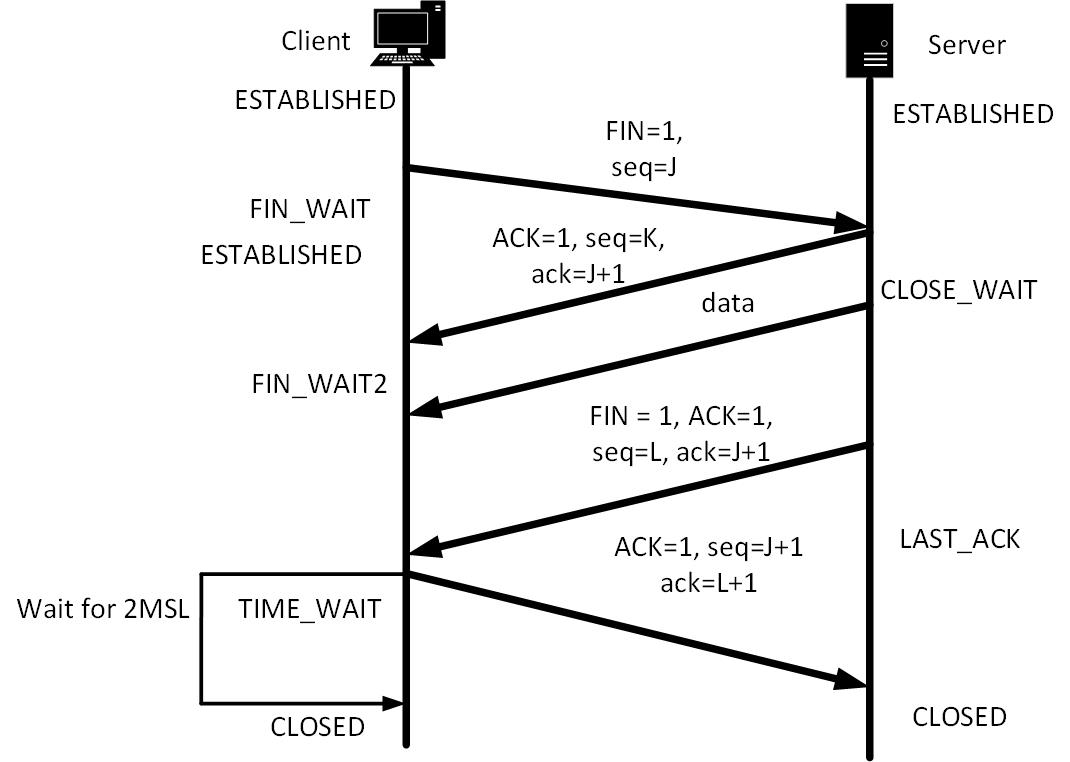 Client
Server
ESTABLISHED
ESTABLISHED
FIN=1,
seq=J
FIN_WAIT
ESTABLISHED
ACK=1, seq=K,
ack=J+1
CLOSE_WAIT
data
FIN_WAIT2
FIN = 1, ACK=1,
seq=L, ack=J+1
LAST_ACK
ACK=1, seq=J+1
ack=L+1
Wait for 2MSL
TIME_WAIT
CLOSED
CLOSED